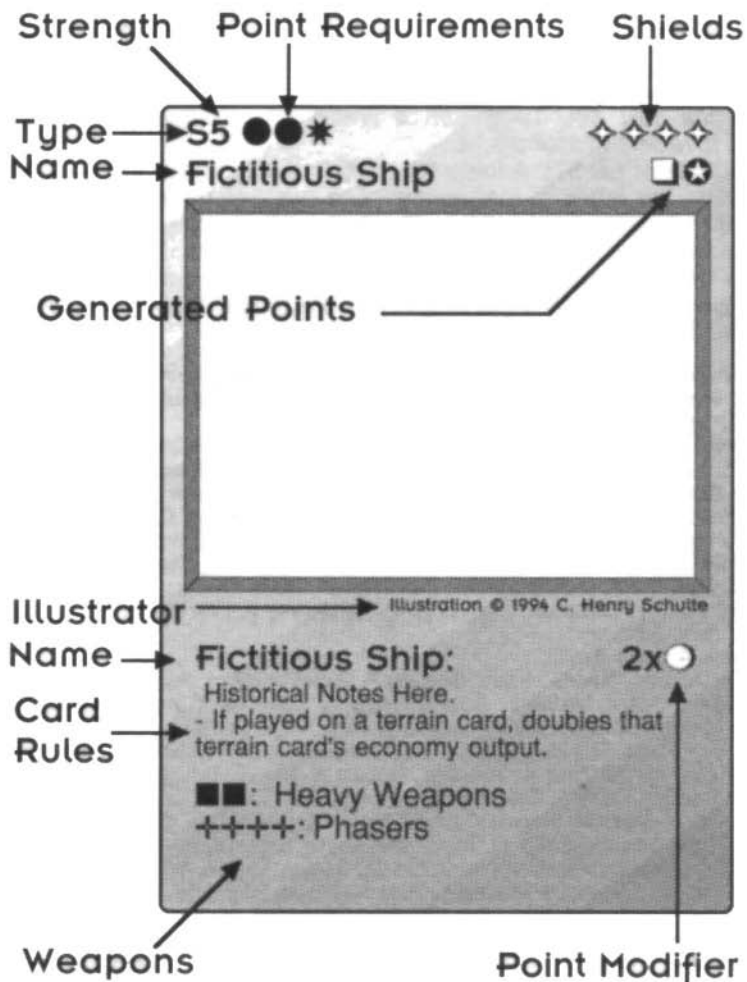 Strength Point Requirements Shields
Type S5
Name Fictitious Ship
Generated Points
Illustrator Illustration © 1994 C. Henry Schulte
Name Fictitious Ship: 2x
Card Historical Notes Here.
Rules - If played on a terrain card, doubles that
terrain card's economy output.
: Heavy Weapons
: Phasers
Weapons Point Modifier